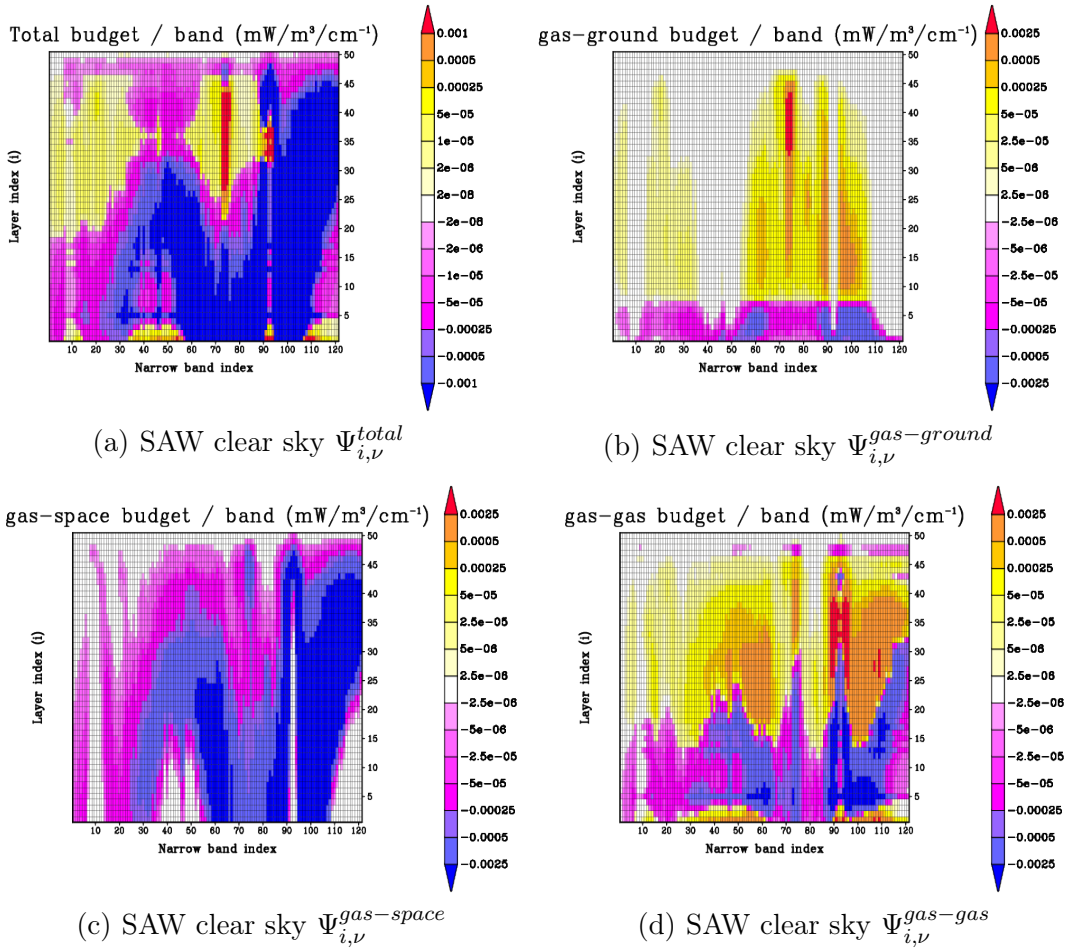 Total budget / band (mW/m³/cm⁻¹)
Layer index (i)
50
40
35
30
25
20
15
10
5
10 20 30 40 50 60 70 80 90 100 110 120
Narrow band index
0.001
0.0005
0.00025
5e-05
1e-05
2e-06
2e-06
-2e-06
-2e-06
-1e-05
-5e-05
-0.00025
-0.0005
-0.001
(a) SAW clear sky Ψ_{i,ν}^{total}
gas-ground budget / band (mW/m³/cm⁻¹)
Layer index (i)
50
40
35
30
25
20
15
10
5
10 20 30 40 50 60 70 80 90 100 110 120
Narrow band index
0.0025
0.0005
0.00025
5e-05
2.5e-05
5e-06
2.5e-06
-2.5e-06
-5e-06
-2.5e-05
-5e-05
-0.00025
-0.0005
-0.0025
(b) SAW clear sky Ψ_{i,ν}^{gas-ground}
gas-space budget / band (mW/m³/cm⁻¹)
Layer index (i)
50
40
35
30
25
20
15
10
5
10 20 30 40 50 60 70 80 90 100 110 120
Narrow band index
0.0025
0.0005
0.00025
5e-05
2.5e-05
5e-06
2.5e-06
-2.5e-06
-5e-06
-2.5e-05
-5e-05
-0.00025
-0.0005
-0.0025
(c) SAW clear sky Ψ_{i,ν}^{gas-space}
gas-gas budget / band (mW/m³/cm⁻¹)
Layer index (i)
50
40
35
30
25
20
15
10
5
10 20 30 40 50 60 70 80 90 100 110 120
Narrow band index
0.0025
0.0005
0.00025
5e-05
2.5e-05
5e-06
2.5e-06
-2.5e-06
-5e-06
-2.5e-05
-5e-05
-0.00025
-0.0005
-0.0025
(d) SAW clear sky Ψ_{i,ν}^{gas-gas}